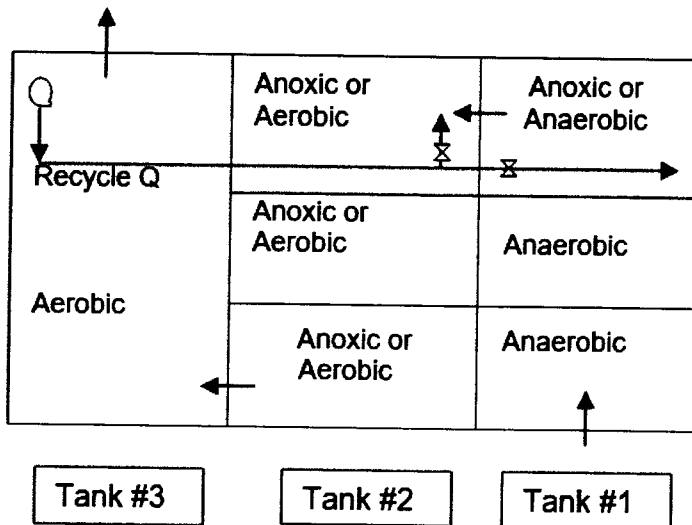 Anoxic or
Aerobic
Anoxic or
Anaerobic
Recycle Q
Anoxic or
Aerobic
Anaerobic
Aerobic
Anoxic or
Aerobic
Anaerobic
Tank #3
Tank #2
Tank #1